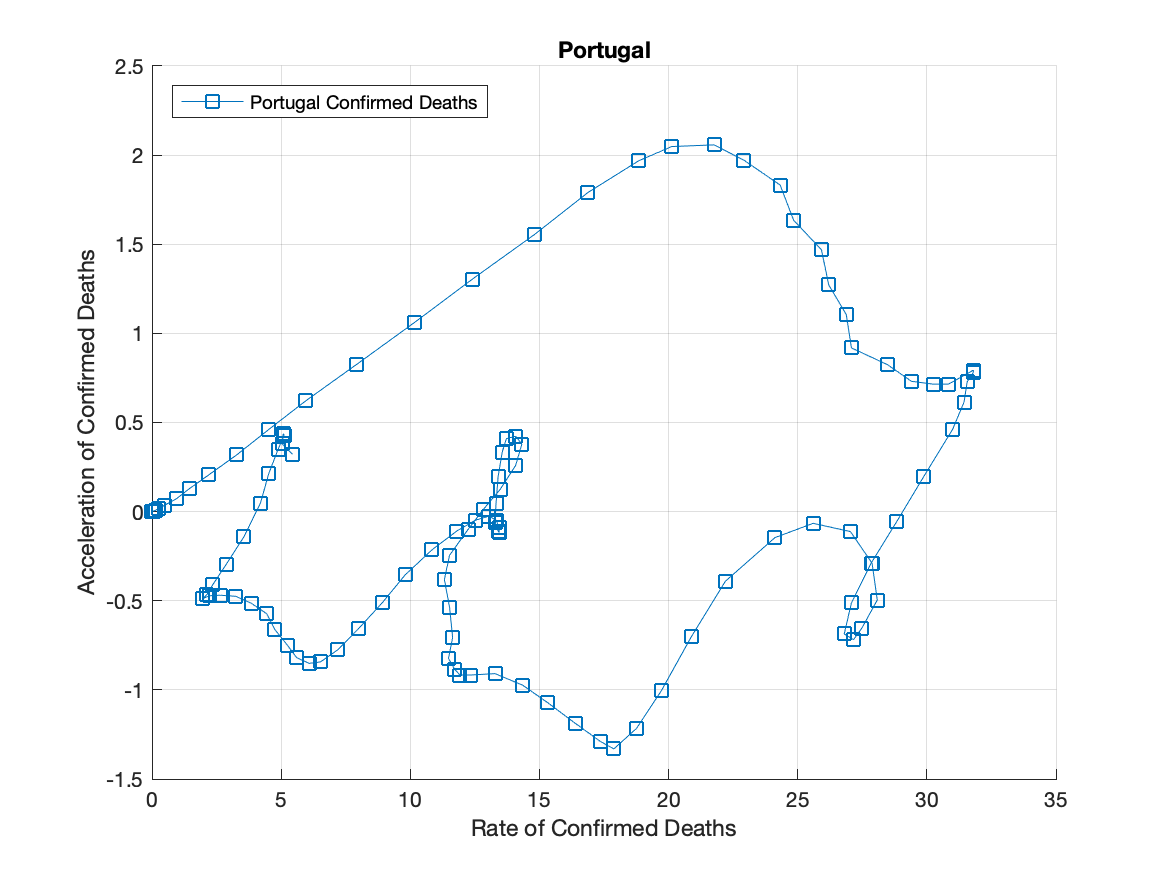 Portugal
2.5
Portugal Confirmed Deaths
2
1.5
1
0.5
0
-0.5
-1
-1.5
Acceleration of Confirmed Deaths
0 5 10 15 20 25 30 35
Rate of Confirmed Deaths